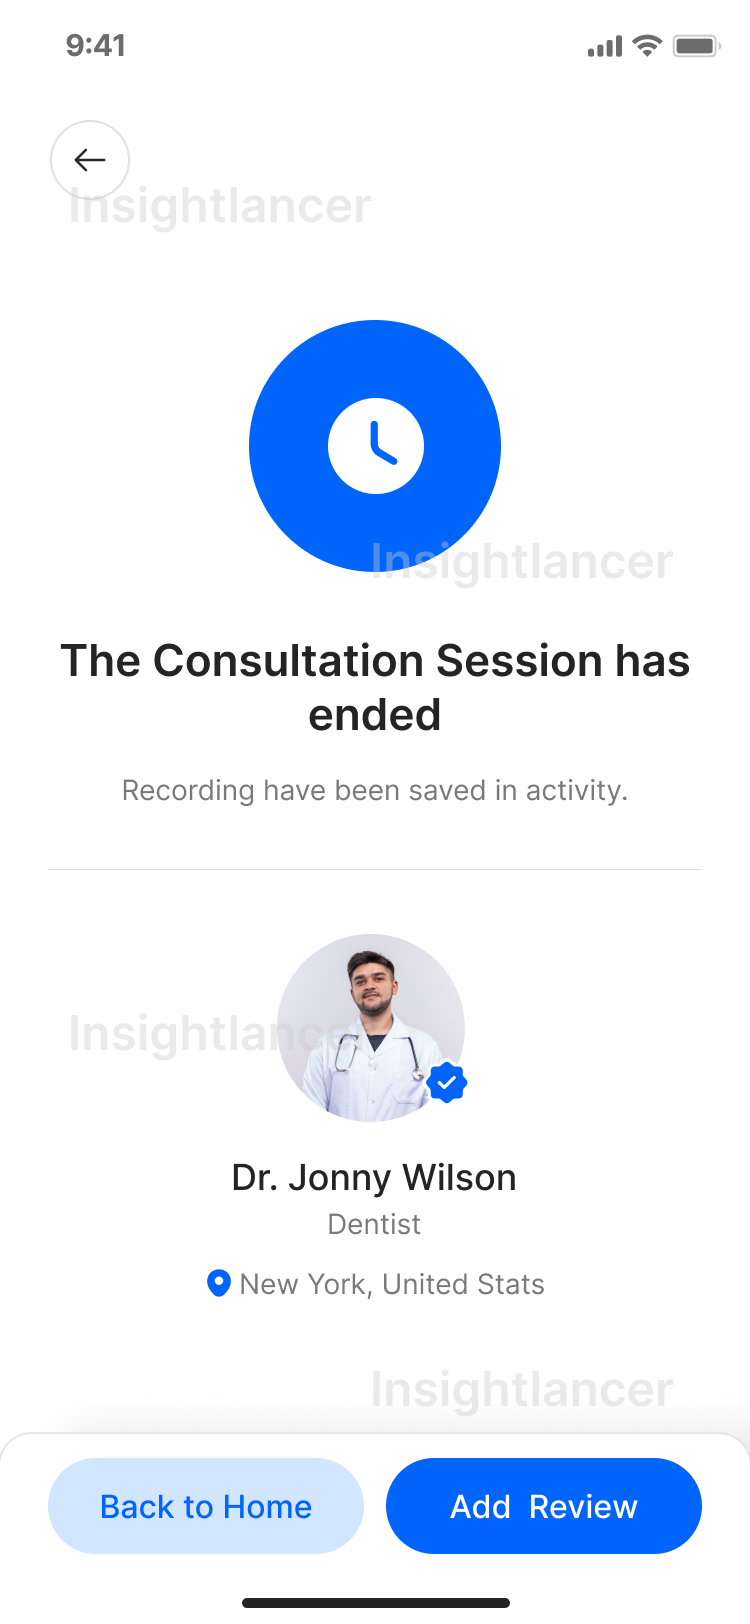 9:41
Insightlancer
Insightlancer
The Consultation Session has
ended
Recording have been saved in activity.
Insightlancer
Dr. Jonny Wilson
Dentist
New York, United Stats
Insightlancer
Back to Home
Add Review